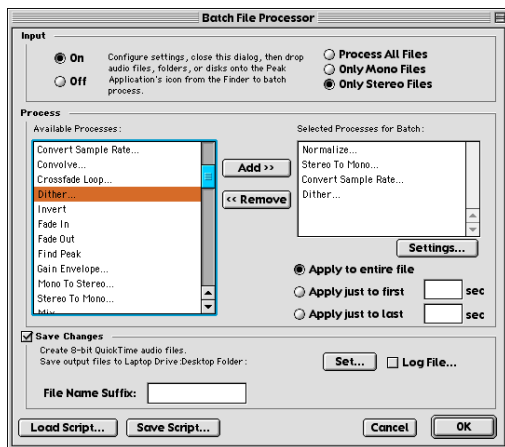 Batch File Processor
Input
On
Off
Configure settings, close this dialog, then drop
audio files, folders, or disks onto the Peak
Application's icon from the Finder to batch
process.
Process All Files
Only Mono Files
Only Stereo Files
Process
Available Processes:
Convert Sample Rate...
Convolve...
Crossfade Loop...
Dither...
Invert
Fade In
Fade Out
Find Peak
Gain Envelope...
Mono To Stereo...
Stereo To Mono...
Mix
Add >>
<< Remove
Selected Processes for Batch:
Normalize...
Stereo To Mono...
Convert Sample Rate...
Dither...
Settings...
Apply to entire file
Apply just to first sec
Apply just to last sec
Save Changes
Create 8-bit QuickTime audio files.
Save output files to Laptop Drive:Desktop Folder:
Set...
Log File...
File Name Suffix:
Load Script...
Save Script...
Cancel
OK